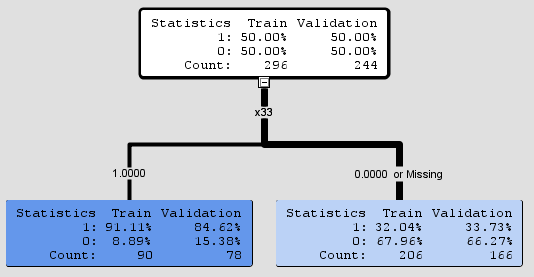 Statistics Train Validation
1: 50.00% 50.00%
0: 50.00% 50.00%
Count: 296 244
x33
1.0000
0.0000 or Missing
Statistics Train Validation
1: 91.11% 84.62%
0: 8.89% 15.38%
Count: 90 78
Statistics Train Validation
1: 32.04% 33.73%
0: 67.96% 66.27%
Count: 206 166